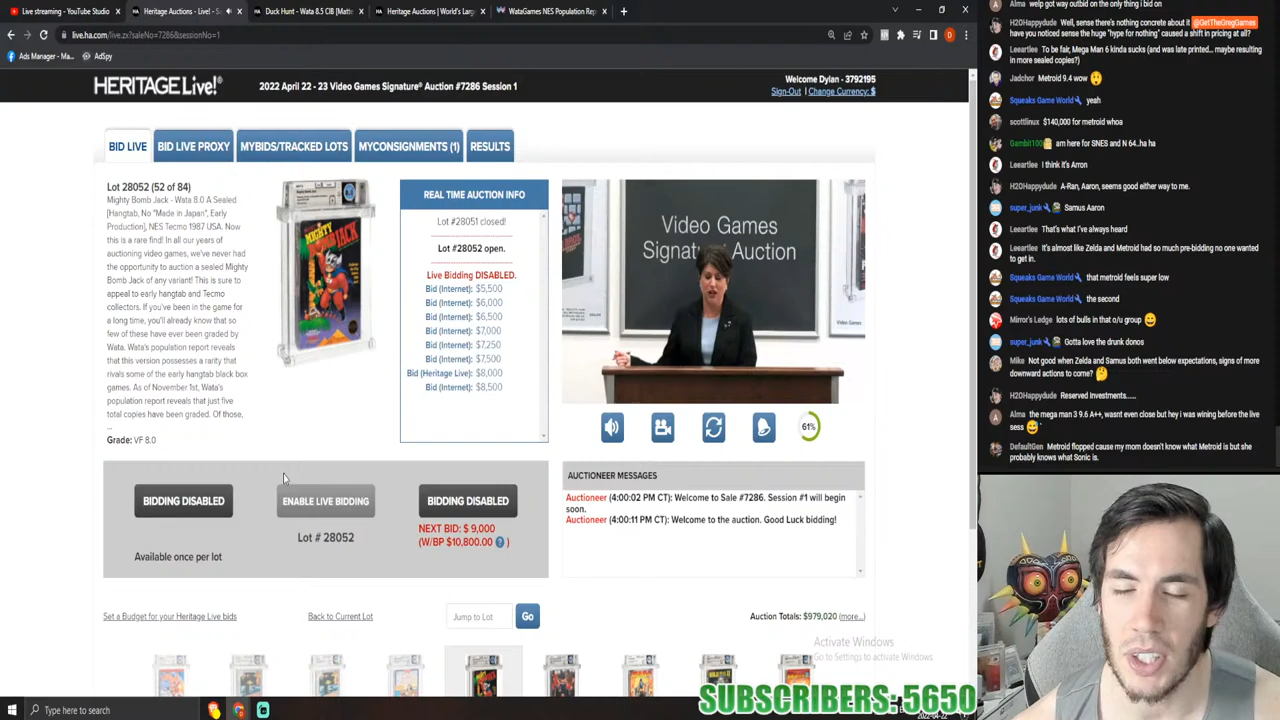 Live streaming - YouTube Studio
Heritage Auctions - Live! - S
Duck Hunt - Wata 8.5 CIB [Matt
Heritage Auctions | World's Larg
WataGames - Population Rep
live.ha.com/live.zx?saleNo=7286&sessionNo=1
Ads Manager - Ma...
AdSpy
HERITAGE Live!
2022 April 22 - 23 Video Games Signature® Auction #7286 Session 1
Welcome Dylan - 3792195
Sign-Out | Change Currency: $
BID LIVE
BID LIVE PROXY
MYBIDS/TRACKED LOTS
MYCONSIGNMENTS (1)
RESULTS
Lot 28052 (52 of 84)
Mighty Bomb Jack - Wata 8.0 A Sealed
[Hangtab, No "Made in Japan", Early
Production], NES Tecmo 1987 USA. Now
this is a rare find! In all our years of
auctioning video games, we've never had
the opportunity to auction a sealed Mighty
Bomb Jack of any variant! This is sure to
appeal to early hangtab and Tecmo
collectors. If you've been in the game for
a long time, you'll already know that so
few of these have ever been graded by
Wata. Wata's population report reveals
that this version possesses a rarity that
rivals some of the early hangtab black box
games. As of November 1st, Wata's
population report reveals that just five
total copies have been graded. Of those,
...
Grade: VF 8.0
MIGHTY
BOMB JACK
REAL TIME AUCTION INFO
Lot #28051 closed!
Lot #28052 open.
Live Bidding DISABLED.
Bid (Internet): $5,500
Bid (Internet): $6,000
Bid (Internet): $6,500
Bid (Internet): $7,000
Bid (Internet): $7,250
Bid (Internet): $7,500
Bid (Heritage Live): $8,000
Bid (Internet): $8,500
Video Games
Signature® Auction
Video Games
61%
BIDDING DISABLED
Available once per lot
ENABLE LIVE BIDDING
Lot # 28052
BIDDING DISABLED
NEXT BID: $ 9,000
(W/BP $10,800.00 ? )
AUCTIONEER MESSAGES
Auctioneer (4:00:02 PM CT): Welcome to Sale #7286. Session #1 will begin
soon.
Auctioneer (4:00:11 PM CT): Welcome to the auction. Good Luck bidding!
Set a Budget for your Heritage Live bids
Back to Current Lot
Jump to Lot
Go
Auction Totals: $979,020 (more...)
Activate Windows
Go to Settings to activate Windows
Type here to search
SUBSCRIBERS: 5650
2022-04-22
Alma welp got way outbid on the only thing i bid on
H2OHappydude Well, sense there's nothing concrete about it @GetTheGregGames
have you noticed sense the huge "hype for nothing" caused a shift in pricing at all?
Leeartlee To be fair, Mega Man 6 kinda sucks (and was late printed... maybe resulting
in more sealed copies?)
Jadchor Metroid 9.4 wow
Squeaks Game World yeah
scottlinux $140,000 for metroid whoa
Gambit100 am here for SNES and N 64..ha ha
Leeartlee I think it's Arron
H2OHappydude A-Ran, Aaron, seems good either way to me.
super_junk Samus Aaron
Leeartlee That's what I've always heard
Leeartlee It's almost like Zelda and Metroid had so much pre-bidding no one wanted
to get in.
Squeaks Game World that metroid feels super low
Squeaks Game World the second
Mirror's Ledge lots of bulls in that o/u group
super_junk Gotta love the drunk donos
Mike Not good when Zelda and Samus both went below expectations, signs of more
downward actions to come?
H2OHappydude Reserved Investments......
Alma the mega man 3 9.6 A++, wasnt even close but hey i was wining before the live
sess
DefaultGen Metroid flopped cause my mom doesn't know what Metroid is but she
probably knows what Sonic is.